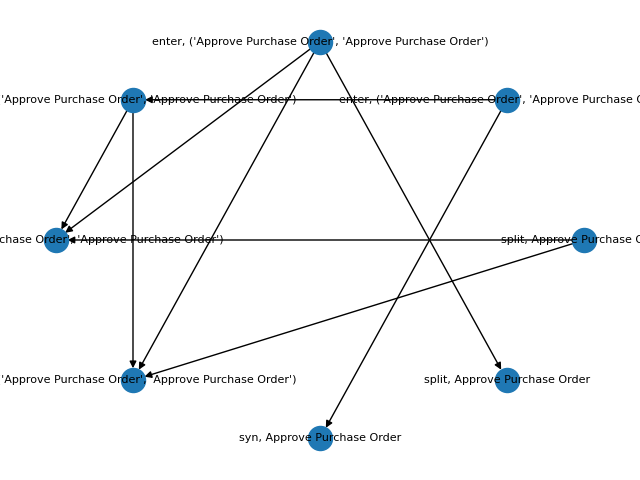 enter, ('Approve Purchase Order', 'Approve Purchase Order')
'Approve Purchase Order', 'Approve Purchase Order')
enter, ('Approve Purchase Order', 'Approve Purchase O
chase Order', 'Approve Purchase Order')
split, Approve Purchase O
'Approve Purchase Order', 'Approve Purchase Order')
split, Approve Purchase Order
syn, Approve Purchase Order